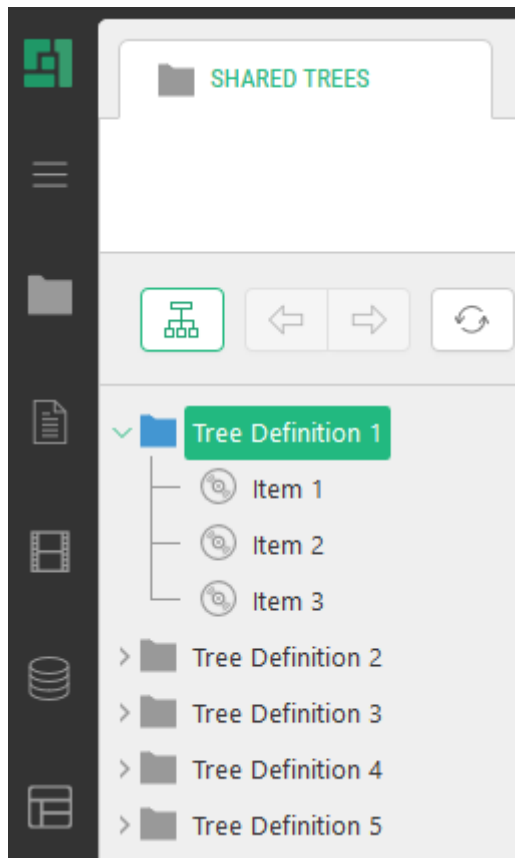 SHARED TREES
Tree Definition 1
Item 1
Item 2
Item 3
Tree Definition 2
Tree Definition 3
Tree Definition 4
Tree Definition 5